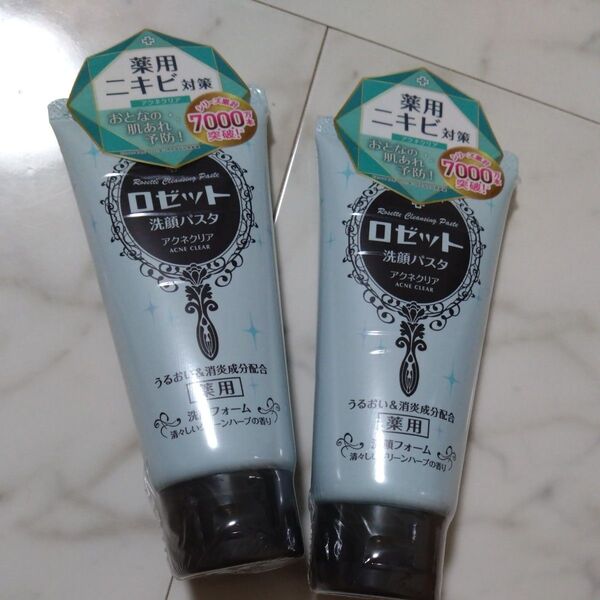 薬用
ニキビ対策
アクネクリア
おとなの
肌あれ
予防!
シリーズ累計
7000万本
突破!
Rosette Cleansing Paste
ロゼット
洗顔パスタ
アクネクリア
ACNE CLEAR
うるおい&消炎成分配合
薬用
洗顔フォーム
清々しいグリーンハーブの香り
薬用
ニキビ対策
アクネクリア
おとなの
肌あれ
予防!
シリーズ累計
7000万本
突破!
Rosette Cleansing Paste
ロゼット
洗顔パスタ
アクネクリア
ACNE CLEAR
うるおい&消炎成分配合
薬用
洗顔フォーム
清々しいグリーンハーブの香り